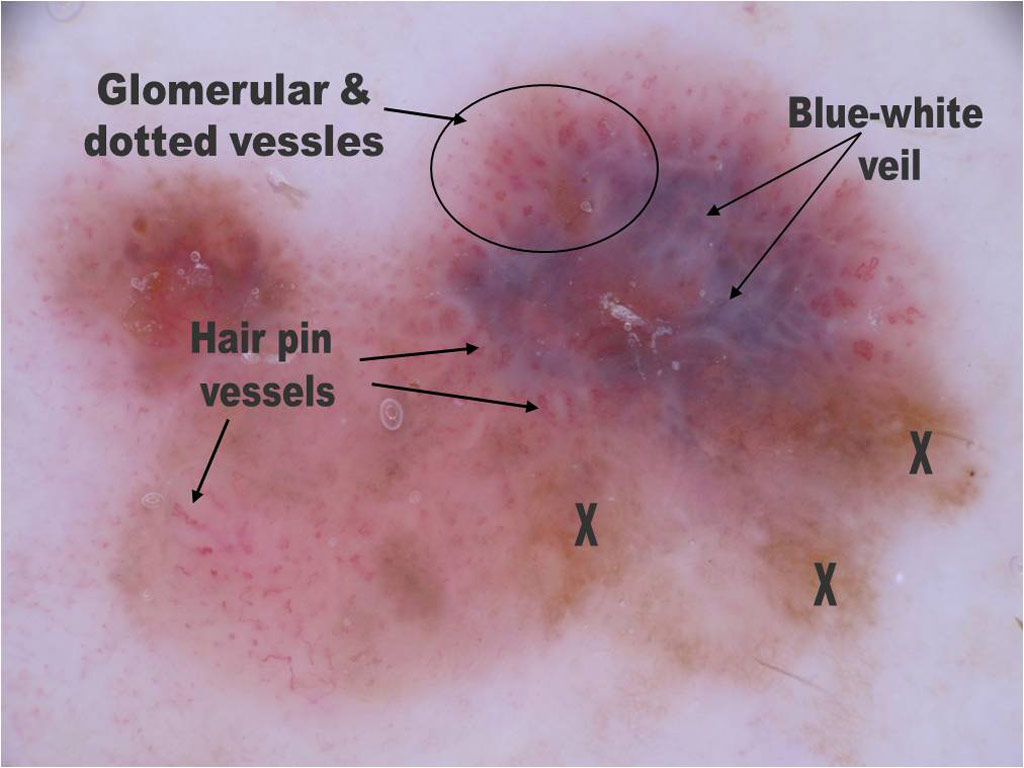 Glomerular &
dotted vessles
Blue-white
veil
Hair pin
vessels
X
X
X